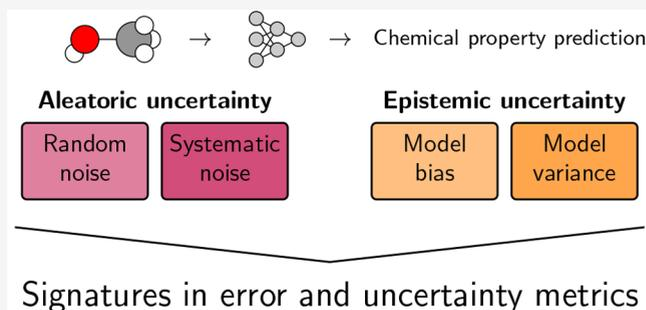 → → Chemical property prediction
Aleatoric uncertainty Epistemic uncertainty
Random Systematic Model Model
noise noise bias variance
Signatures in error and uncertainty metrics